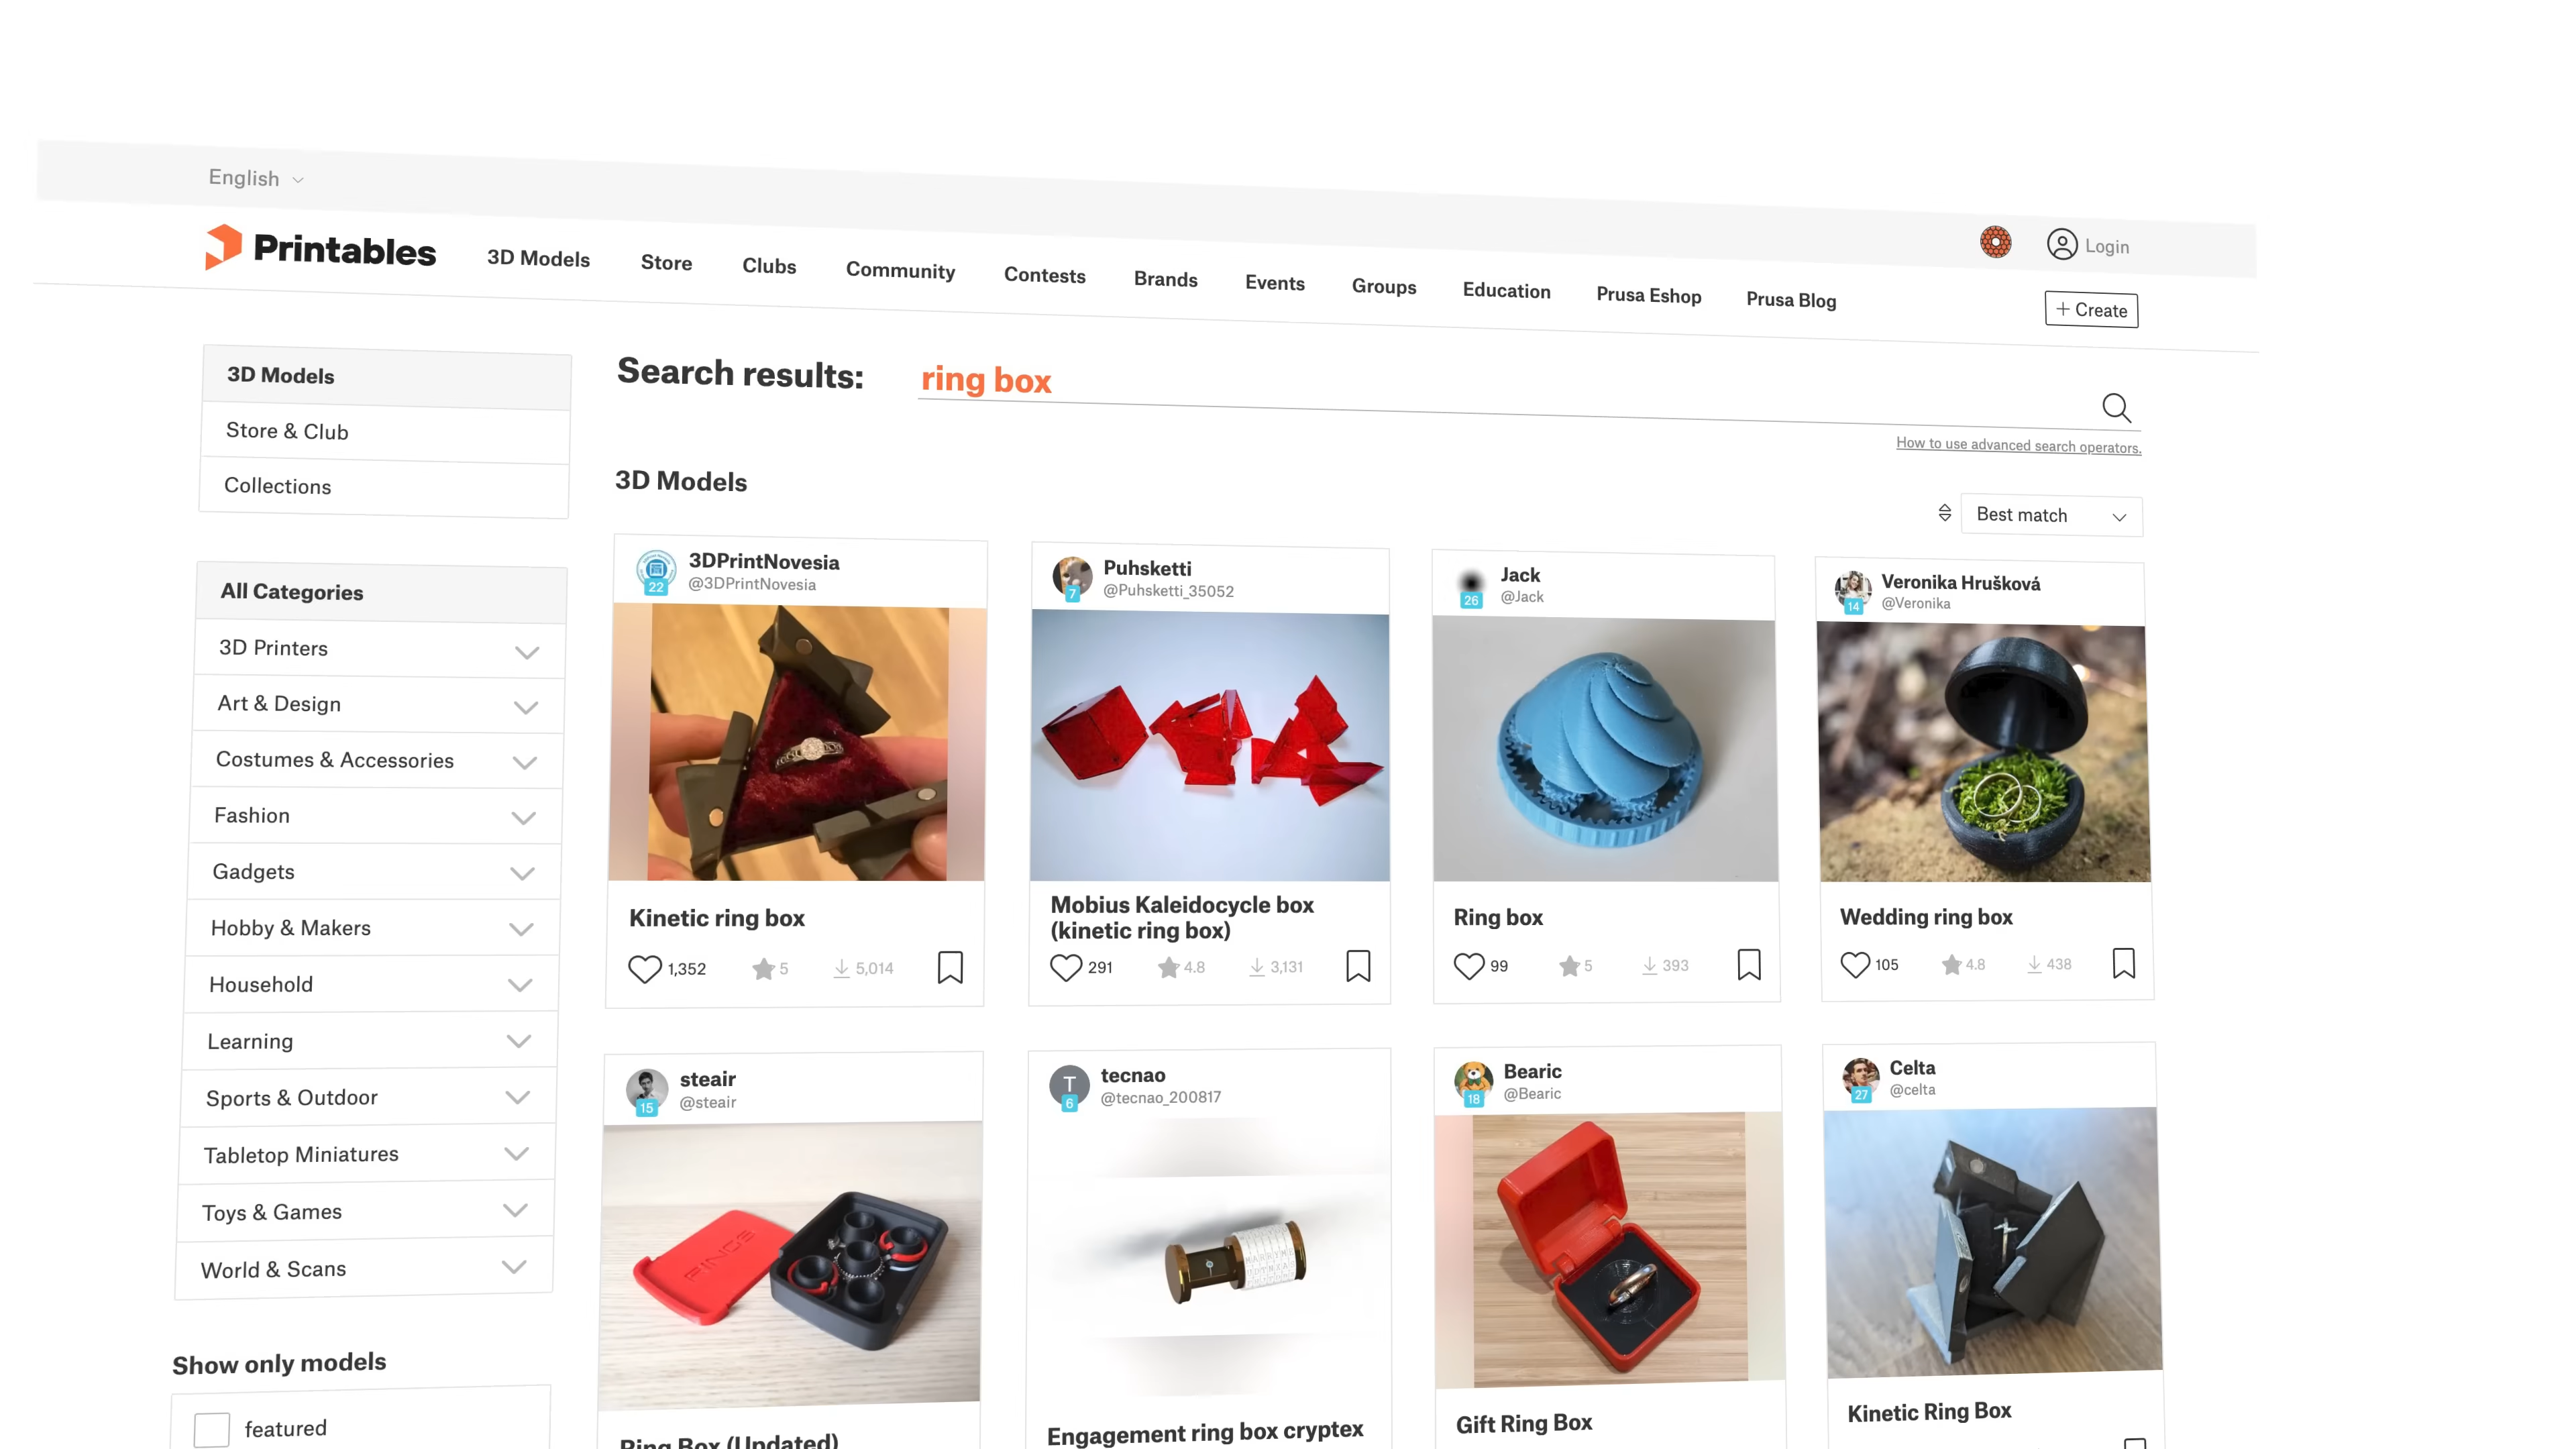 English
Login
Printables
3D Models
Store
Clubs
Community
Contests
Brands
Events
Groups
Education
Prusa Eshop
Prusa Blog
+ Create
3D Models
Store & Club
Collections
Search results:
ring box
How to use advanced search operators.
3D Models
Best match
All Categories
3D Printers
Art & Design
Costumes & Accessories
Fashion
Gadgets
Hobby & Makers
Household
Learning
Sports & Outdoor
Tabletop Miniatures
Toys & Games
World & Scans
Show only models
featured
22
3DPrintNovesia
@3DPrintNovesia
Kinetic ring box
1,352
5
5,014
7
Puhsketti
@Puhsketti_35052
Mobius Kaleidocycle box
(kinetic ring box)
291
4.8
3,131
26
Jack
@Jack
Ring box
99
5
393
14
Veronika Hrušková
@Veronika
Wedding ring box
105
4.8
438
15
steair
@steair
Ring Box (Updated)
T
6
tecnao
@tecnao_200817
Engagement ring box cryptex
18
Bearic
@Bearic
Gift Ring Box
27
Celta
@celta
Kinetic Ring Box